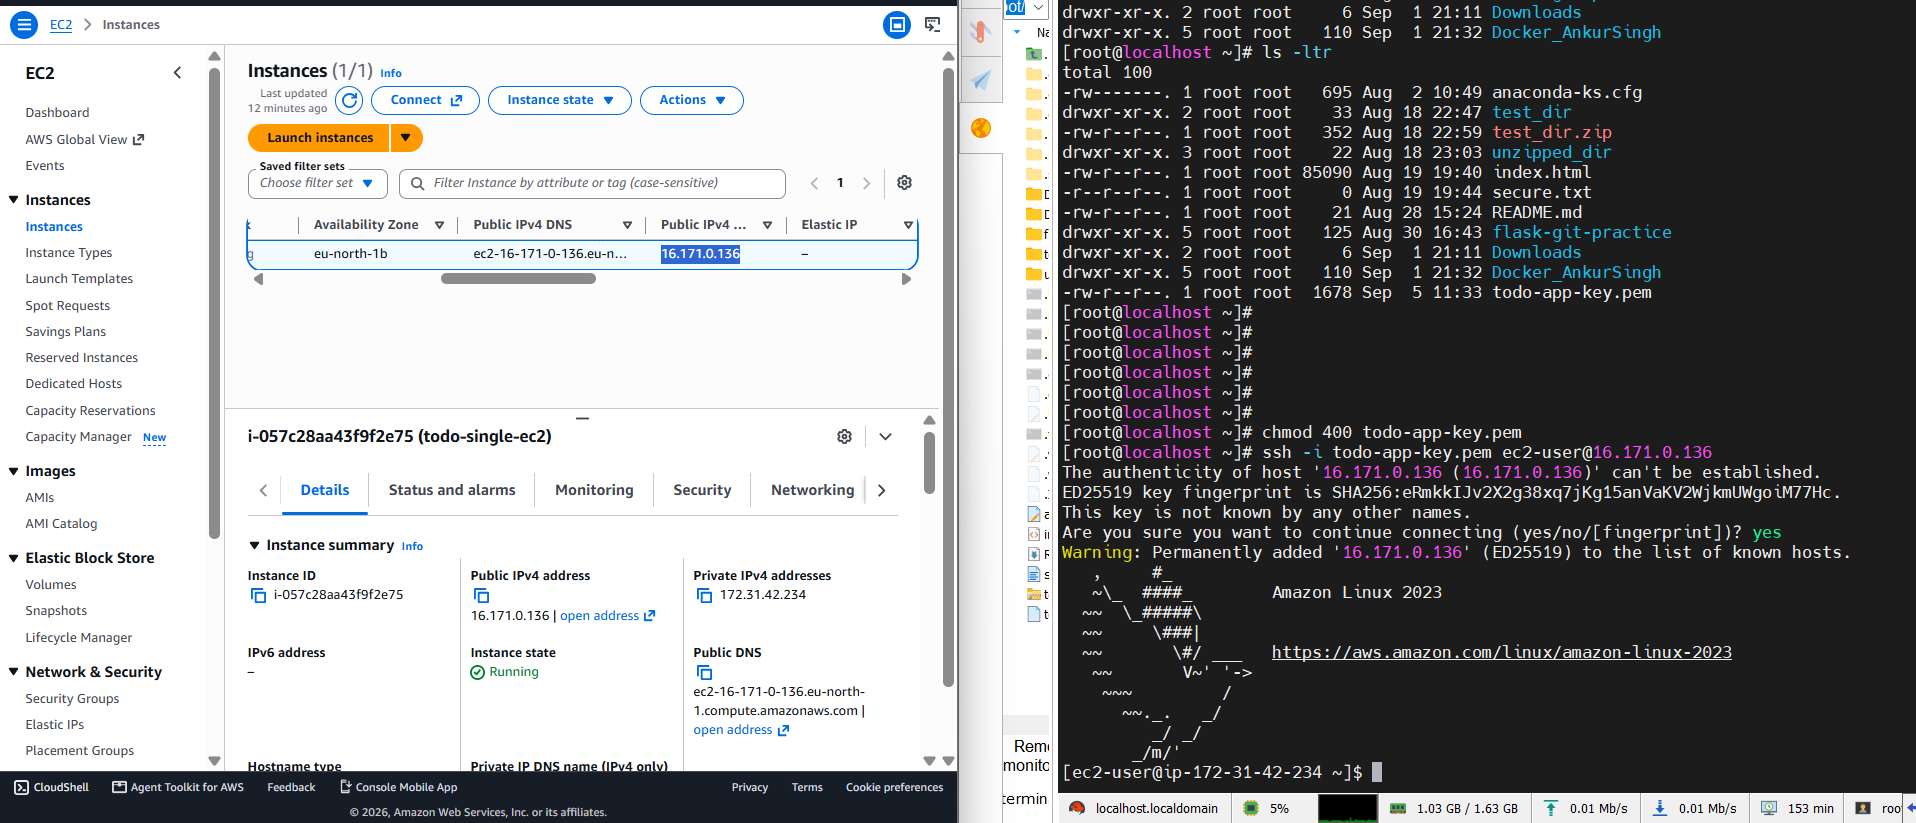 EC2 > Instances
EC2
Dashboard
AWS Global View
Events
Instances
Instances
Instance Types
Launch Templates
Spot Requests
Savings Plans
Reserved Instances
Dedicated Hosts
Capacity Reservations
Capacity Manager New
Images
AMIs
AMI Catalog
Elastic Block Store
Volumes
Snapshots
Lifecycle Manager
Network & Security
Security Groups
Elastic IPs
Placement Groups
Instances (1/1) Info
Last updated
12 minutes ago
Connect
Instance state
Actions
Launch instances
Saved filter sets
Choose filter set
Filter Instance by attribute or tag (case-sensitive)
1
Availability Zone
Public IPv4 DNS
Public IPv4 ...
Elastic IP
g
eu-north-1b
ec2-16-171-0-136.eu-n...
16.171.0.136
–
i-057c28aa43f9f2e75 (todo-single-ec2)
Details
Status and alarms
Monitoring
Security
Networking
Instance summary Info
Instance ID
i-057c28aa43f9f2e75
Public IPv4 address
16.171.0.136 | open address
Private IPv4 addresses
172.31.42.234
IPv6 address
–
Instance state
Running
Public DNS
ec2-16-171-0-136.eu-north-
1.compute.amazonaws.com |
open address
Hostname type
Private IP DNS name (IPv4 only)
CloudShell
Agent Toolkit for AWS
Feedback
Console Mobile App
Privacy
Terms
Cookie preferences
© 2026, Amazon Web Services, Inc. or its affiliates.
ot/
Na
Remo
monito
termin
drwxr-xr-x. 2 root root     6 Sep  1 21:11 Downloads
drwxr-xr-x. 5 root root   110 Sep  1 21:32 Docker_AnkurSingh
[root@localhost ~]# ls -ltr
total 100
-rw-------. 1 root root   695 Aug  2 10:49 anaconda-ks.cfg
drwxr-xr-x. 2 root root    33 Aug 18 22:47 test_dir
-rw-r--r--. 1 root root   352 Aug 18 22:59 test_dir.zip
drwxr-xr-x. 3 root root    22 Aug 18 23:03 unzipped_dir
-rw-r--r--. 1 root root 85090 Aug 19 19:40 index.html
-r--r--r--. 1 root root     0 Aug 19 19:44 secure.txt
-rw-r--r--. 1 root root    21 Aug 28 15:24 README.md
drwxr-xr-x. 5 root root   125 Aug 30 16:43 flask-git-practice
drwxr-xr-x. 2 root root     6 Sep  1 21:11 Downloads
drwxr-xr-x. 5 root root   110 Sep  1 21:32 Docker_AnkurSingh
-rw-r--r--. 1 root root  1678 Sep  5 11:33 todo-app-key.pem
[root@localhost ~]#
[root@localhost ~]#
[root@localhost ~]#
[root@localhost ~]#
[root@localhost ~]#
[root@localhost ~]#
[root@localhost ~]# chmod 400 todo-app-key.pem
[root@localhost ~]# ssh -i todo-app-key.pem ec2-user@16.171.0.136
The authenticity of host '16.171.0.136 (16.171.0.136)' can't be established.
ED25519 key fingerprint is SHA256:eRmkkIJv2X2g38xq7jKg15anVaKV2WjkmUWgoiM77Hc.
This key is not known by any other names.
Are you sure you want to continue connecting (yes/no/[fingerprint])? yes
Warning: Permanently added '16.171.0.136' (ED25519) to the list of known hosts.
   ,     #_
   ~\_  ####_        Amazon Linux 2023
  ~~  \_#####\
  ~~     \###|
  ~~       \#/ ___   https://aws.amazon.com/linux/amazon-linux-2023
   ~~       V~' '->
    ~~~         /
      ~~._.   _/
         _/ _/
       _/m/'
[ec2-user@ip-172-31-42-234 ~]$
localhost.localdomain
5%
1.03 GB / 1.63 GB
0.01 Mb/s
0.01 Mb/s
153 min
roo